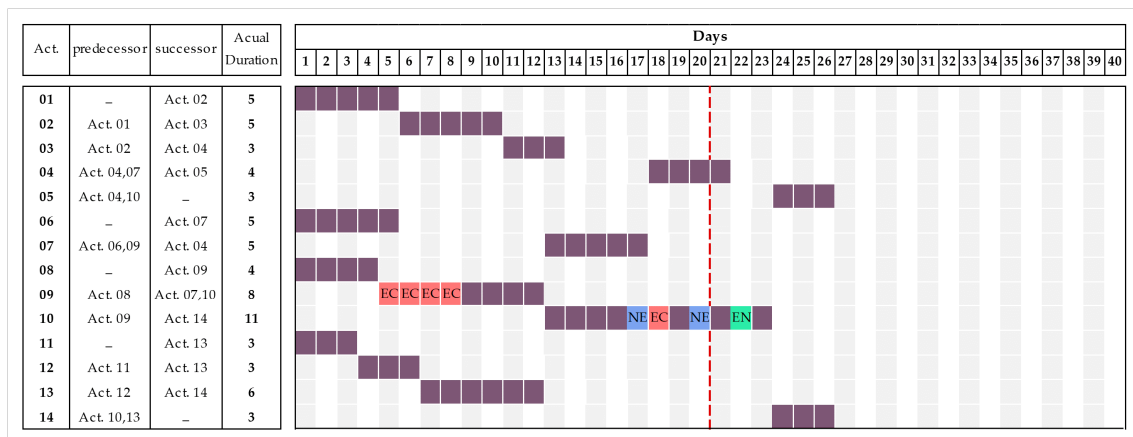 Act. predecessor successor Acual Duration Days
1 2 3 4 5 6 7 8 9 10 11 12 13 14 15 16 17 18 19 20 21 22 23 24 25 26 27 28 29 30 31 32 33 34 35 36 37 38 39 40
01 – Act. 02 5
02 Act. 01 Act. 03 5
03 Act. 02 Act. 04 3
04 Act. 04,07 Act. 05 4
05 Act. 04,10 – 3
06 – Act. 07 5
07 Act. 06,09 Act. 04 5
08 – Act. 09 4
09 Act. 08 Act. 07,10 8 EC EC EC EC
10 Act. 09 Act. 14 11 NE EC NE EN
11 – Act. 13 3
12 Act. 11 Act. 13 3
13 Act. 12 Act. 14 6
14 Act. 10,13 – 3